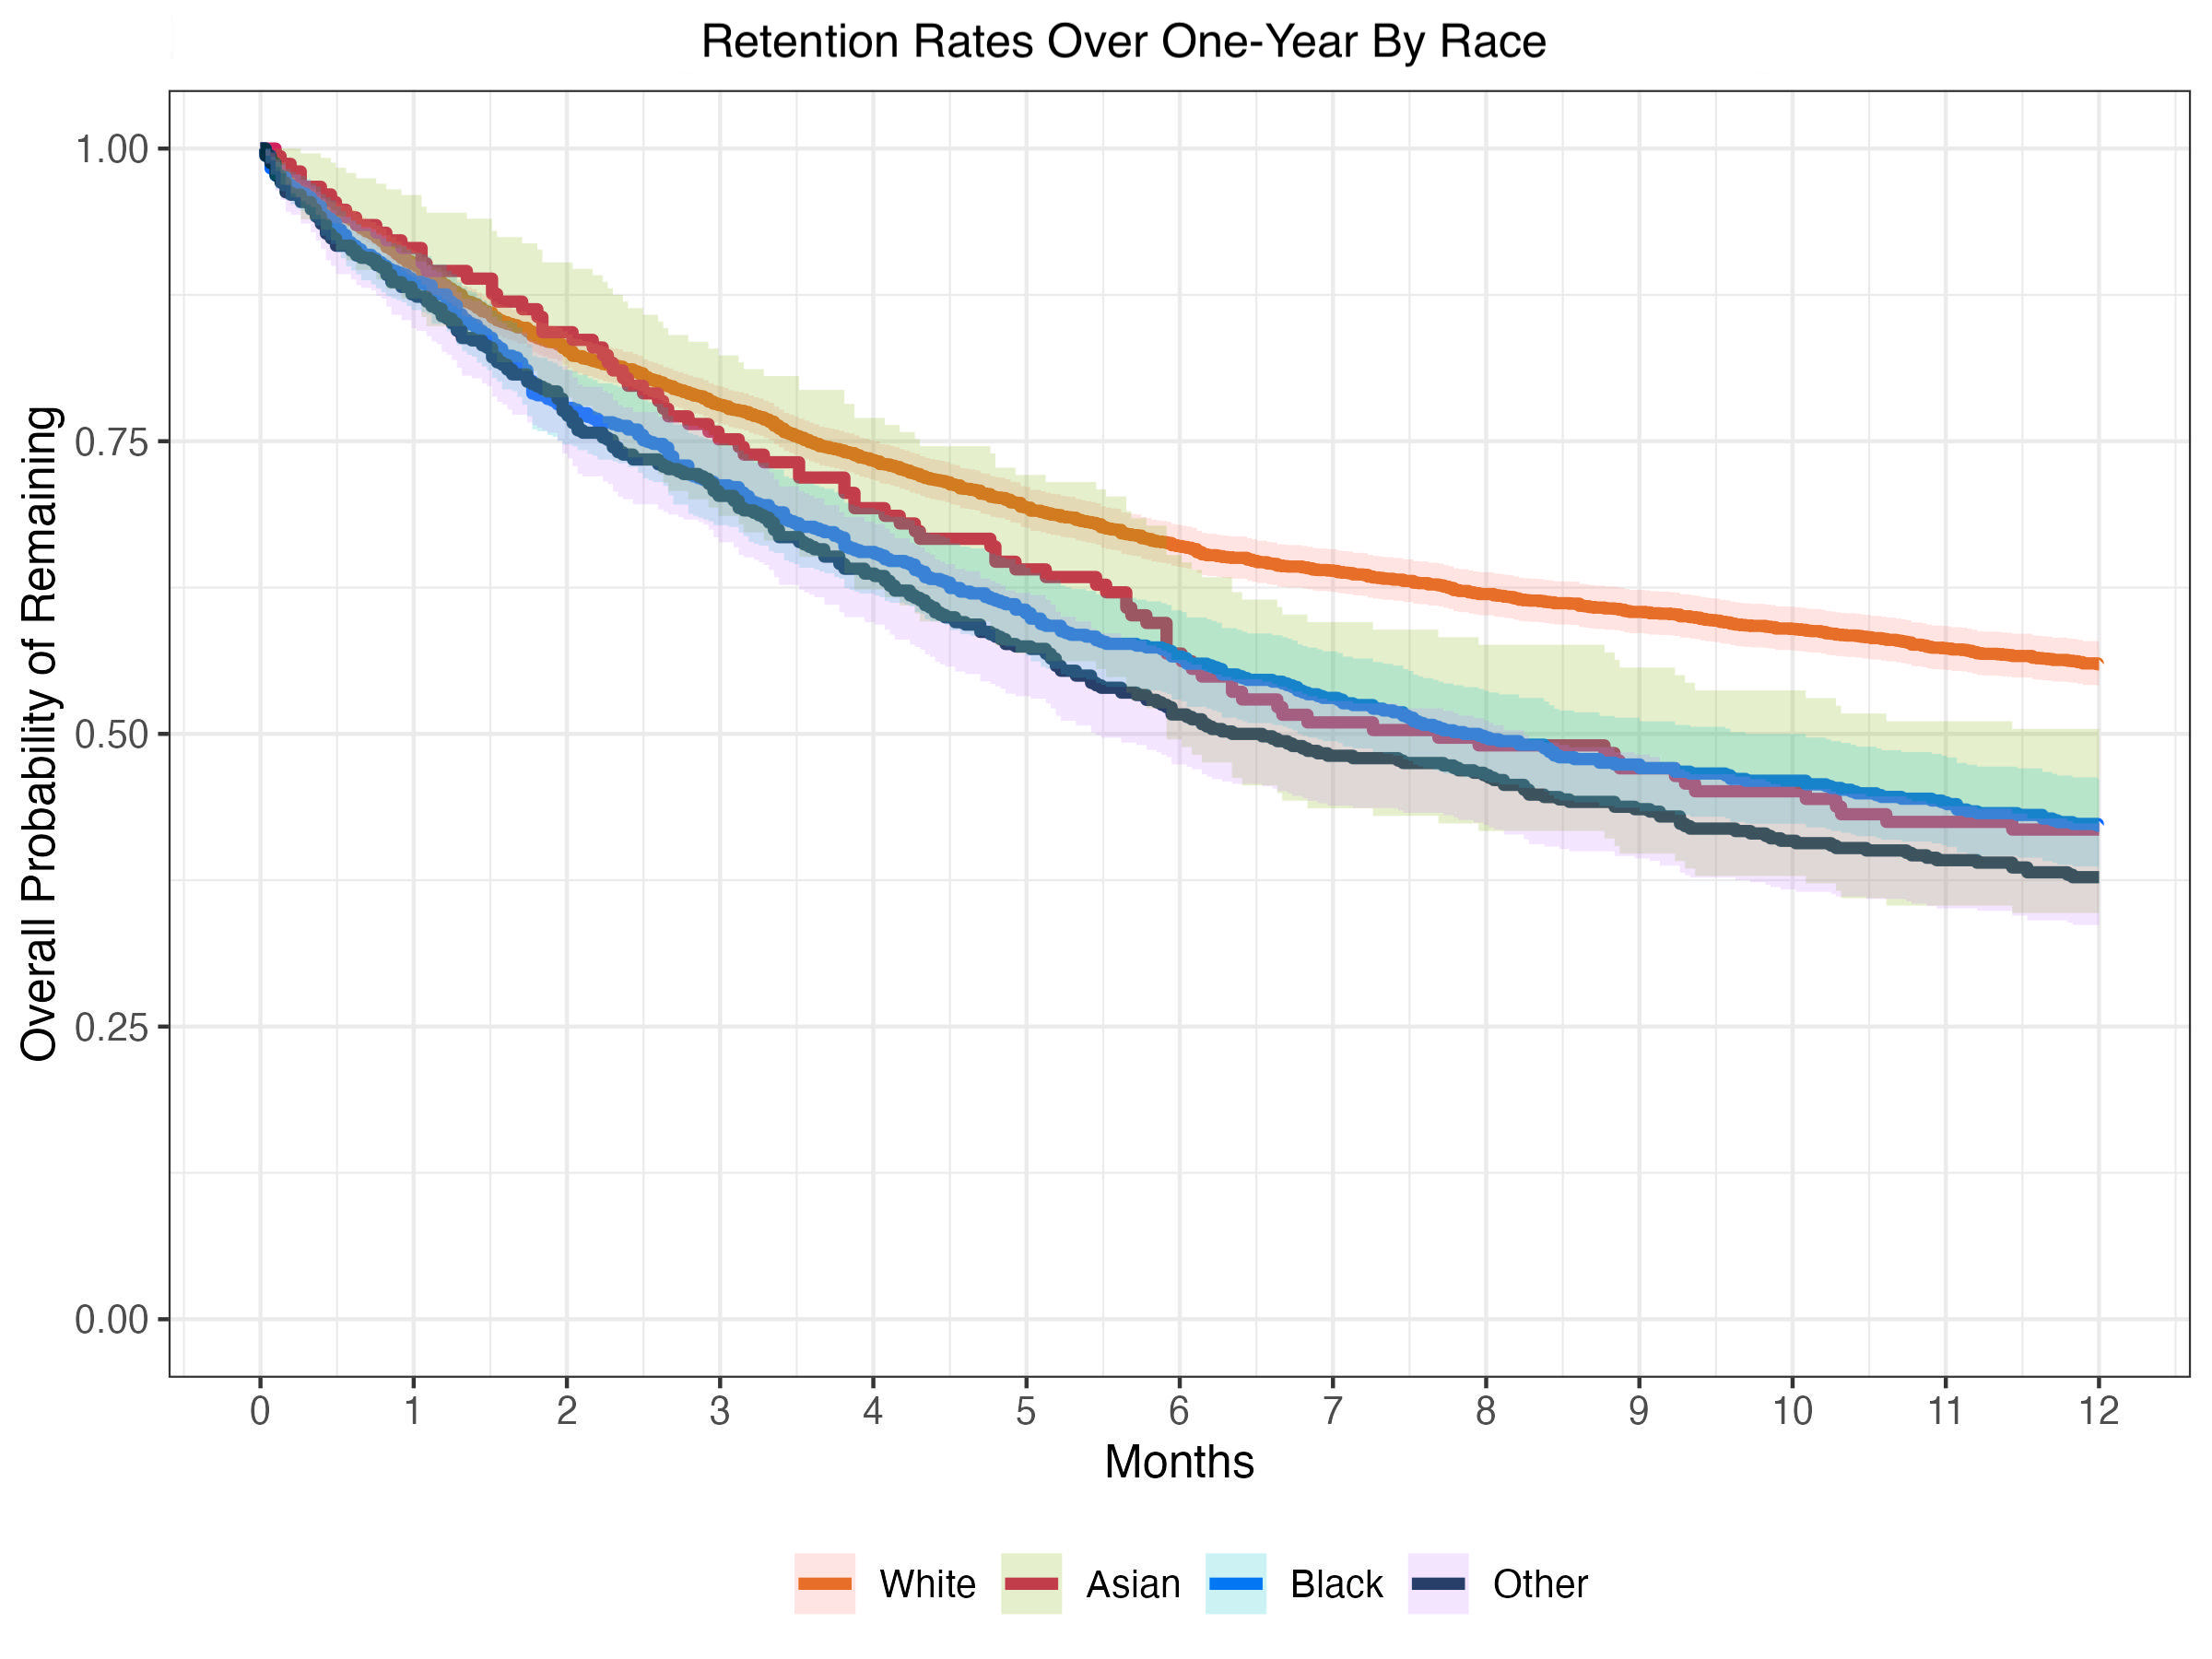 Retention Rates Over One-Year By Race
Overall Probability of Remaining
1.00
0.75
0.50
0.25
0.00
0 1 2 3 4 5 6 7 8 9 10 11 12
Months
White Asian Black Other